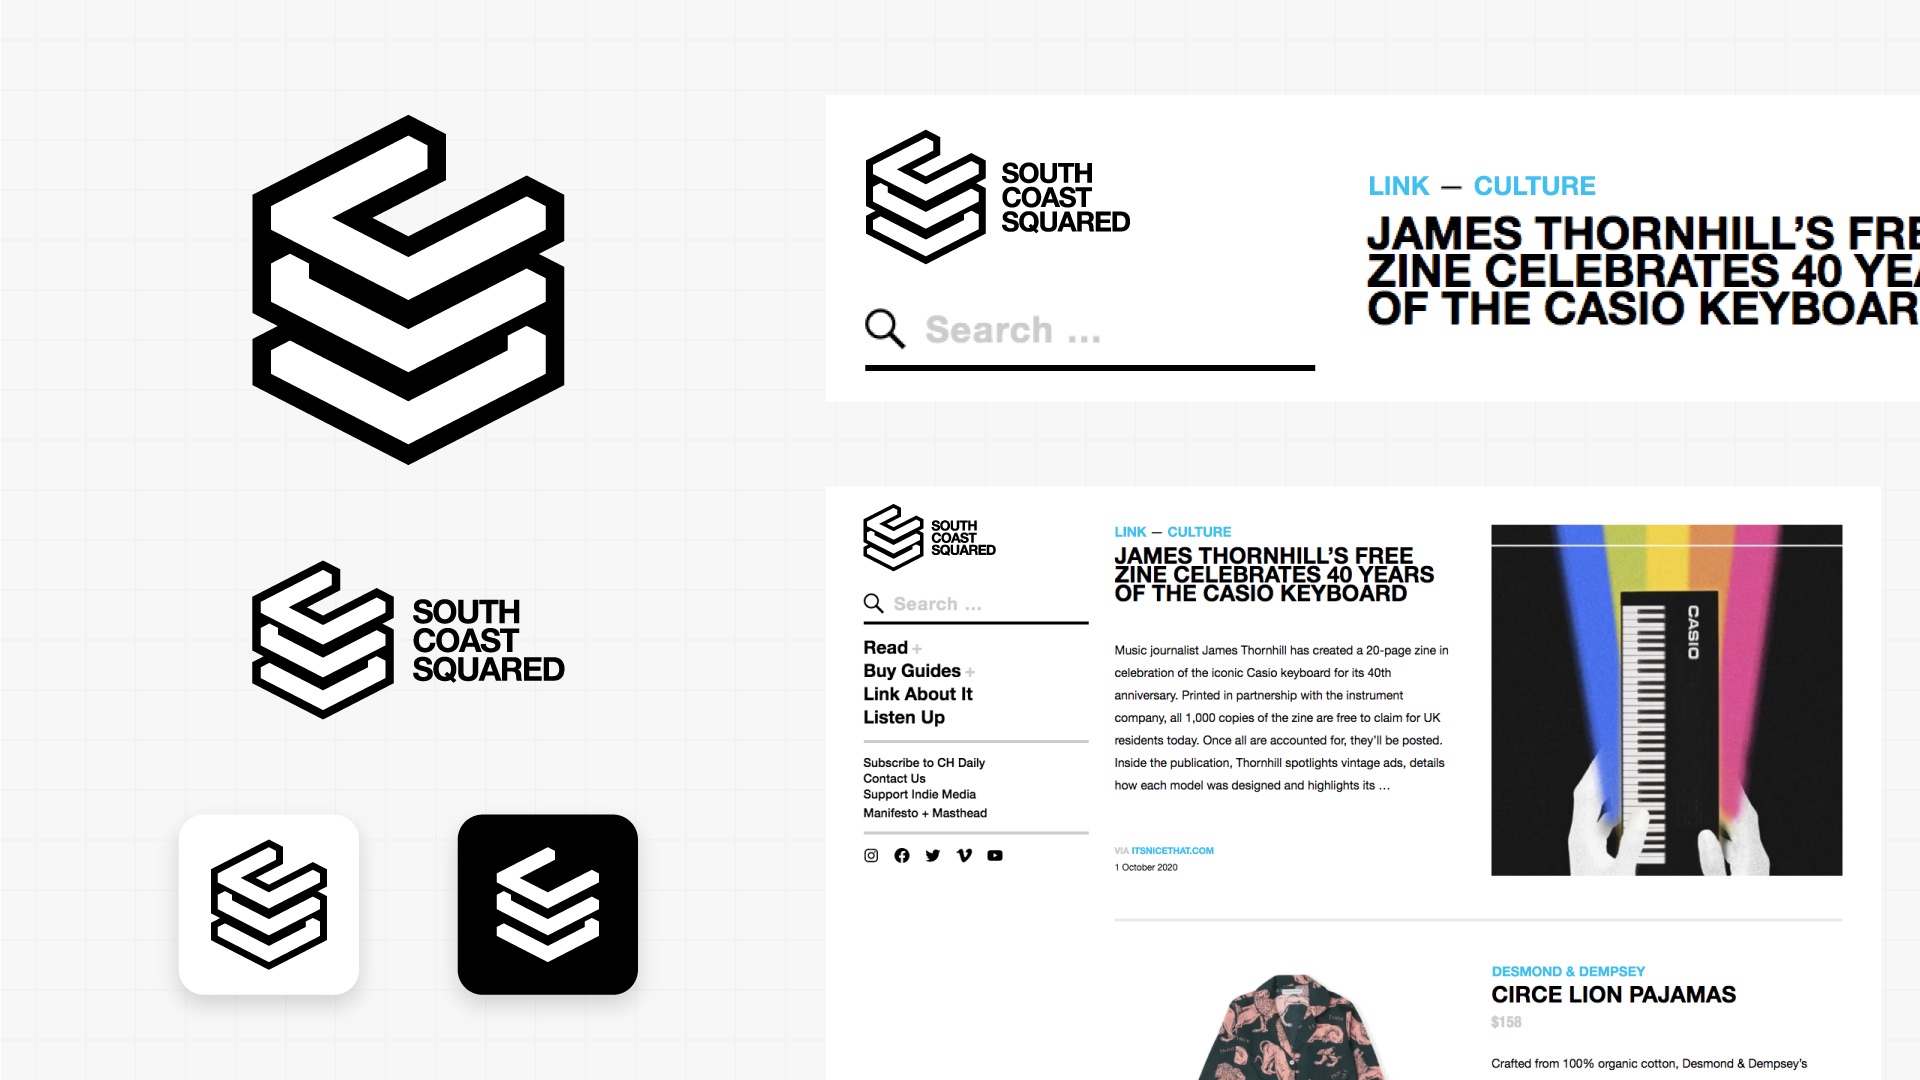 SOUTH
COAST
SQUARED
SOUTH
COAST
SQUARED
Search ...
LINK — CULTURE
JAMES THORNHILL’S FRE
ZINE CELEBRATES 40 YEA
OF THE CASIO KEYBOAR
SOUTH
COAST
SQUARED
Search ...
Read +
Buy Guides +
Link About It
Listen Up
Subscribe to CH Daily
Contact Us
Support Indie Media
Manifesto + Masthead
LINK — CULTURE
JAMES THORNHILL’S FREE
ZINE CELEBRATES 40 YEARS
OF THE CASIO KEYBOARD
Music journalist James Thornhill has created a 20-page zine in
celebration of the iconic Casio keyboard for its 40th
anniversary. Printed in partnership with the instrument
company, all 1,000 copies of the zine are free to claim for UK
residents today. Once all are accounted for, they’ll be posted.
Inside the publication, Thornhill spotlights vintage ads, details
how each model was designed and highlights its …
VIA ITSNICETHAT.COM
1 October 2020
CASIO
DESMOND & DEMPSEY
CIRCE LION PAJAMAS
$158
Crafted from 100% organic cotton, Desmond & Dempsey’s